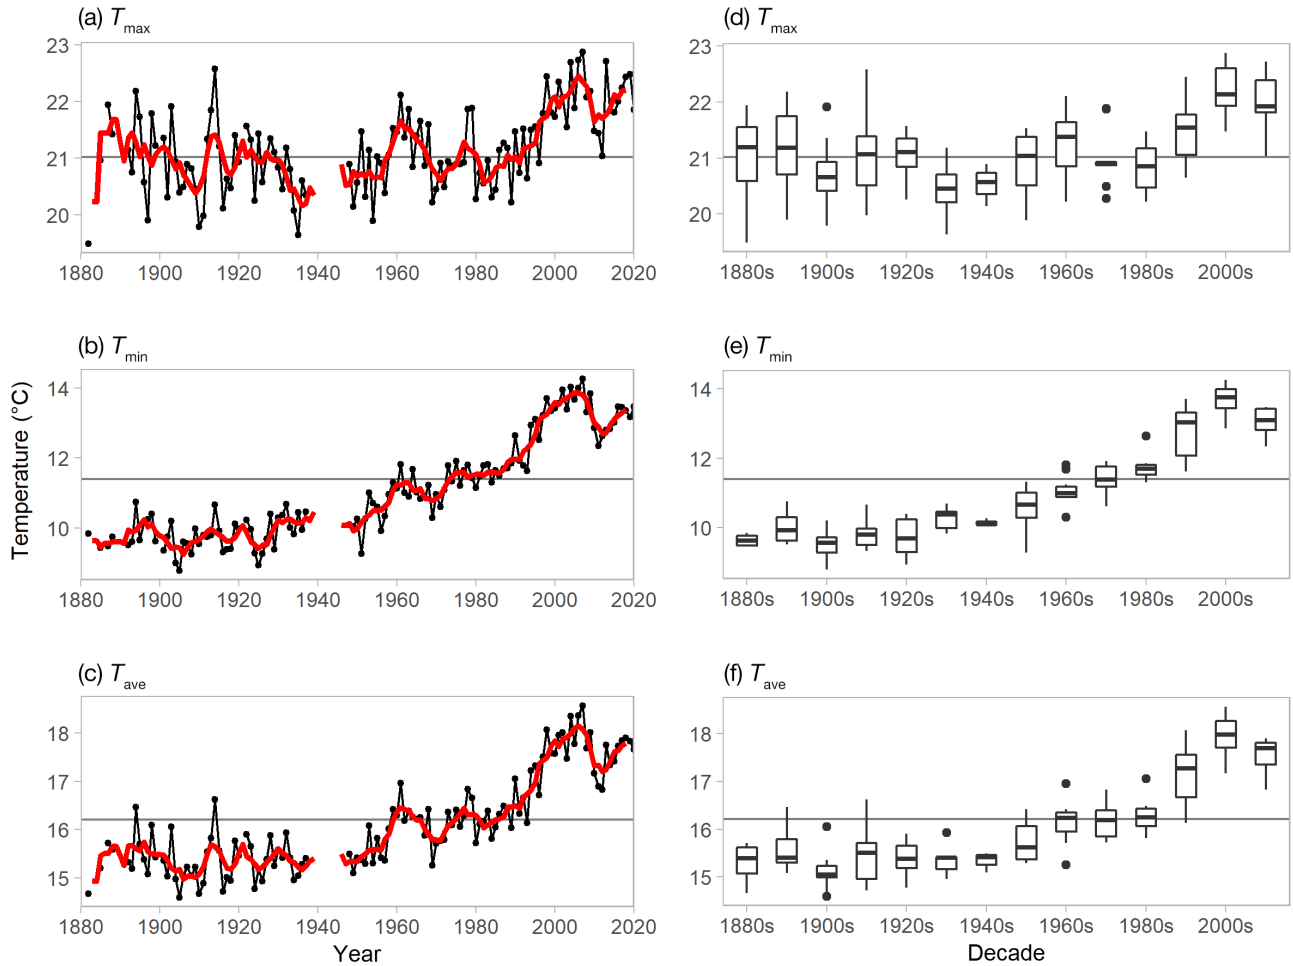 (a) Tmax
23
22
21
20
1880 1900 1920 1940 1960 1980 2000 2020
(d) Tmax
23
22
21
20
1880s 1900s 1920s 1940s 1960s 1980s 2000s
(b) Tmin
14
12
10
1880 1900 1920 1940 1960 1980 2000 2020
(e) Tmin
14
12
10
1880s 1900s 1920s 1940s 1960s 1980s 2000s
Temperature (°C)
(c) Tave
18
17
16
15
1880 1900 1920 1940 1960 1980 2000 2020
Year
(f) Tave
18
17
16
15
1880s 1900s 1920s 1940s 1960s 1980s 2000s
Decade